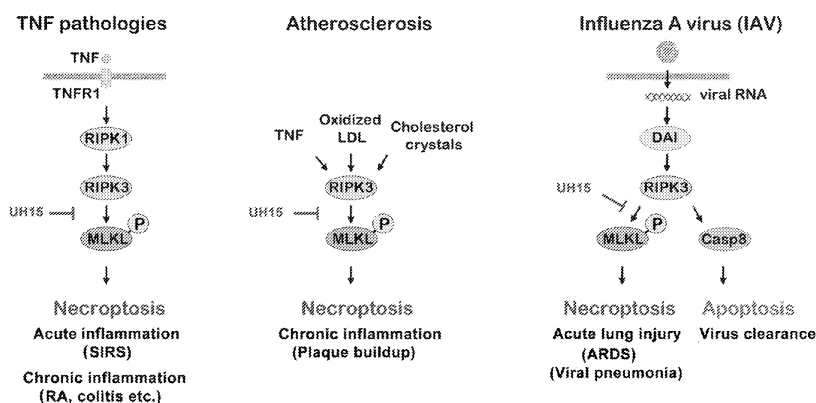 TNF pathologies
TNF
TNFR1
RIPK1
RIPK3
UH15
P
MLKL
Necroptosis
Acute inflammation
(SIRS)
Chronic inflammation
(RA, colitis etc.)
Atherosclerosis
TNF
Oxidized
LDL
Cholesterol
crystals
RIPK3
UH15
P
MLKL
Necroptosis
Chronic inflammation
(Plaque buildup)
Influenza A virus (IAV)
viral RNA
DAI
UH15
RIPK3
P
MLKL
Casp8
Necroptosis
Apoptosis
Acute lung injury
(ARDS)
(Viral pneumonia)
Virus clearance